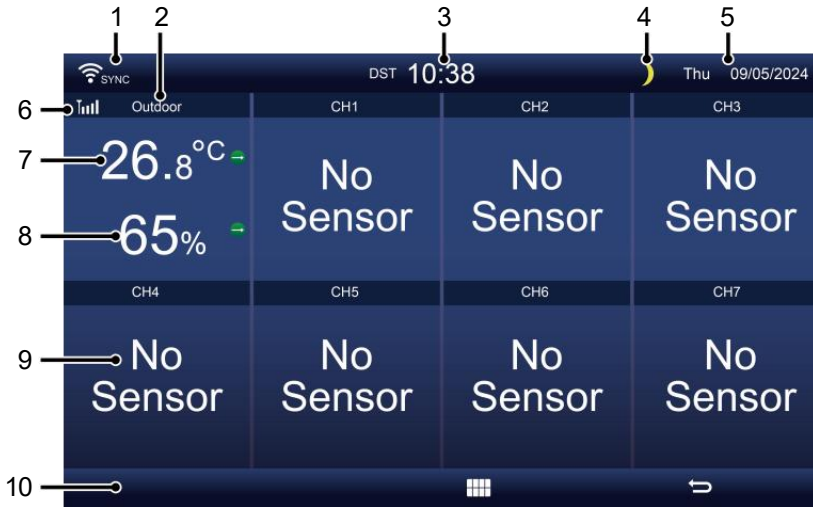 1 2 3 4 5
SYNC DST 10:38 Thu 09/05/2024
6 Outdoor CH1 CH2 CH3
7 26.8°C
No No No
Sensor Sensor Sensor
8 65%
CH4 CH5 CH6 CH7
9 No No No No
Sensor Sensor Sensor Sensor
10